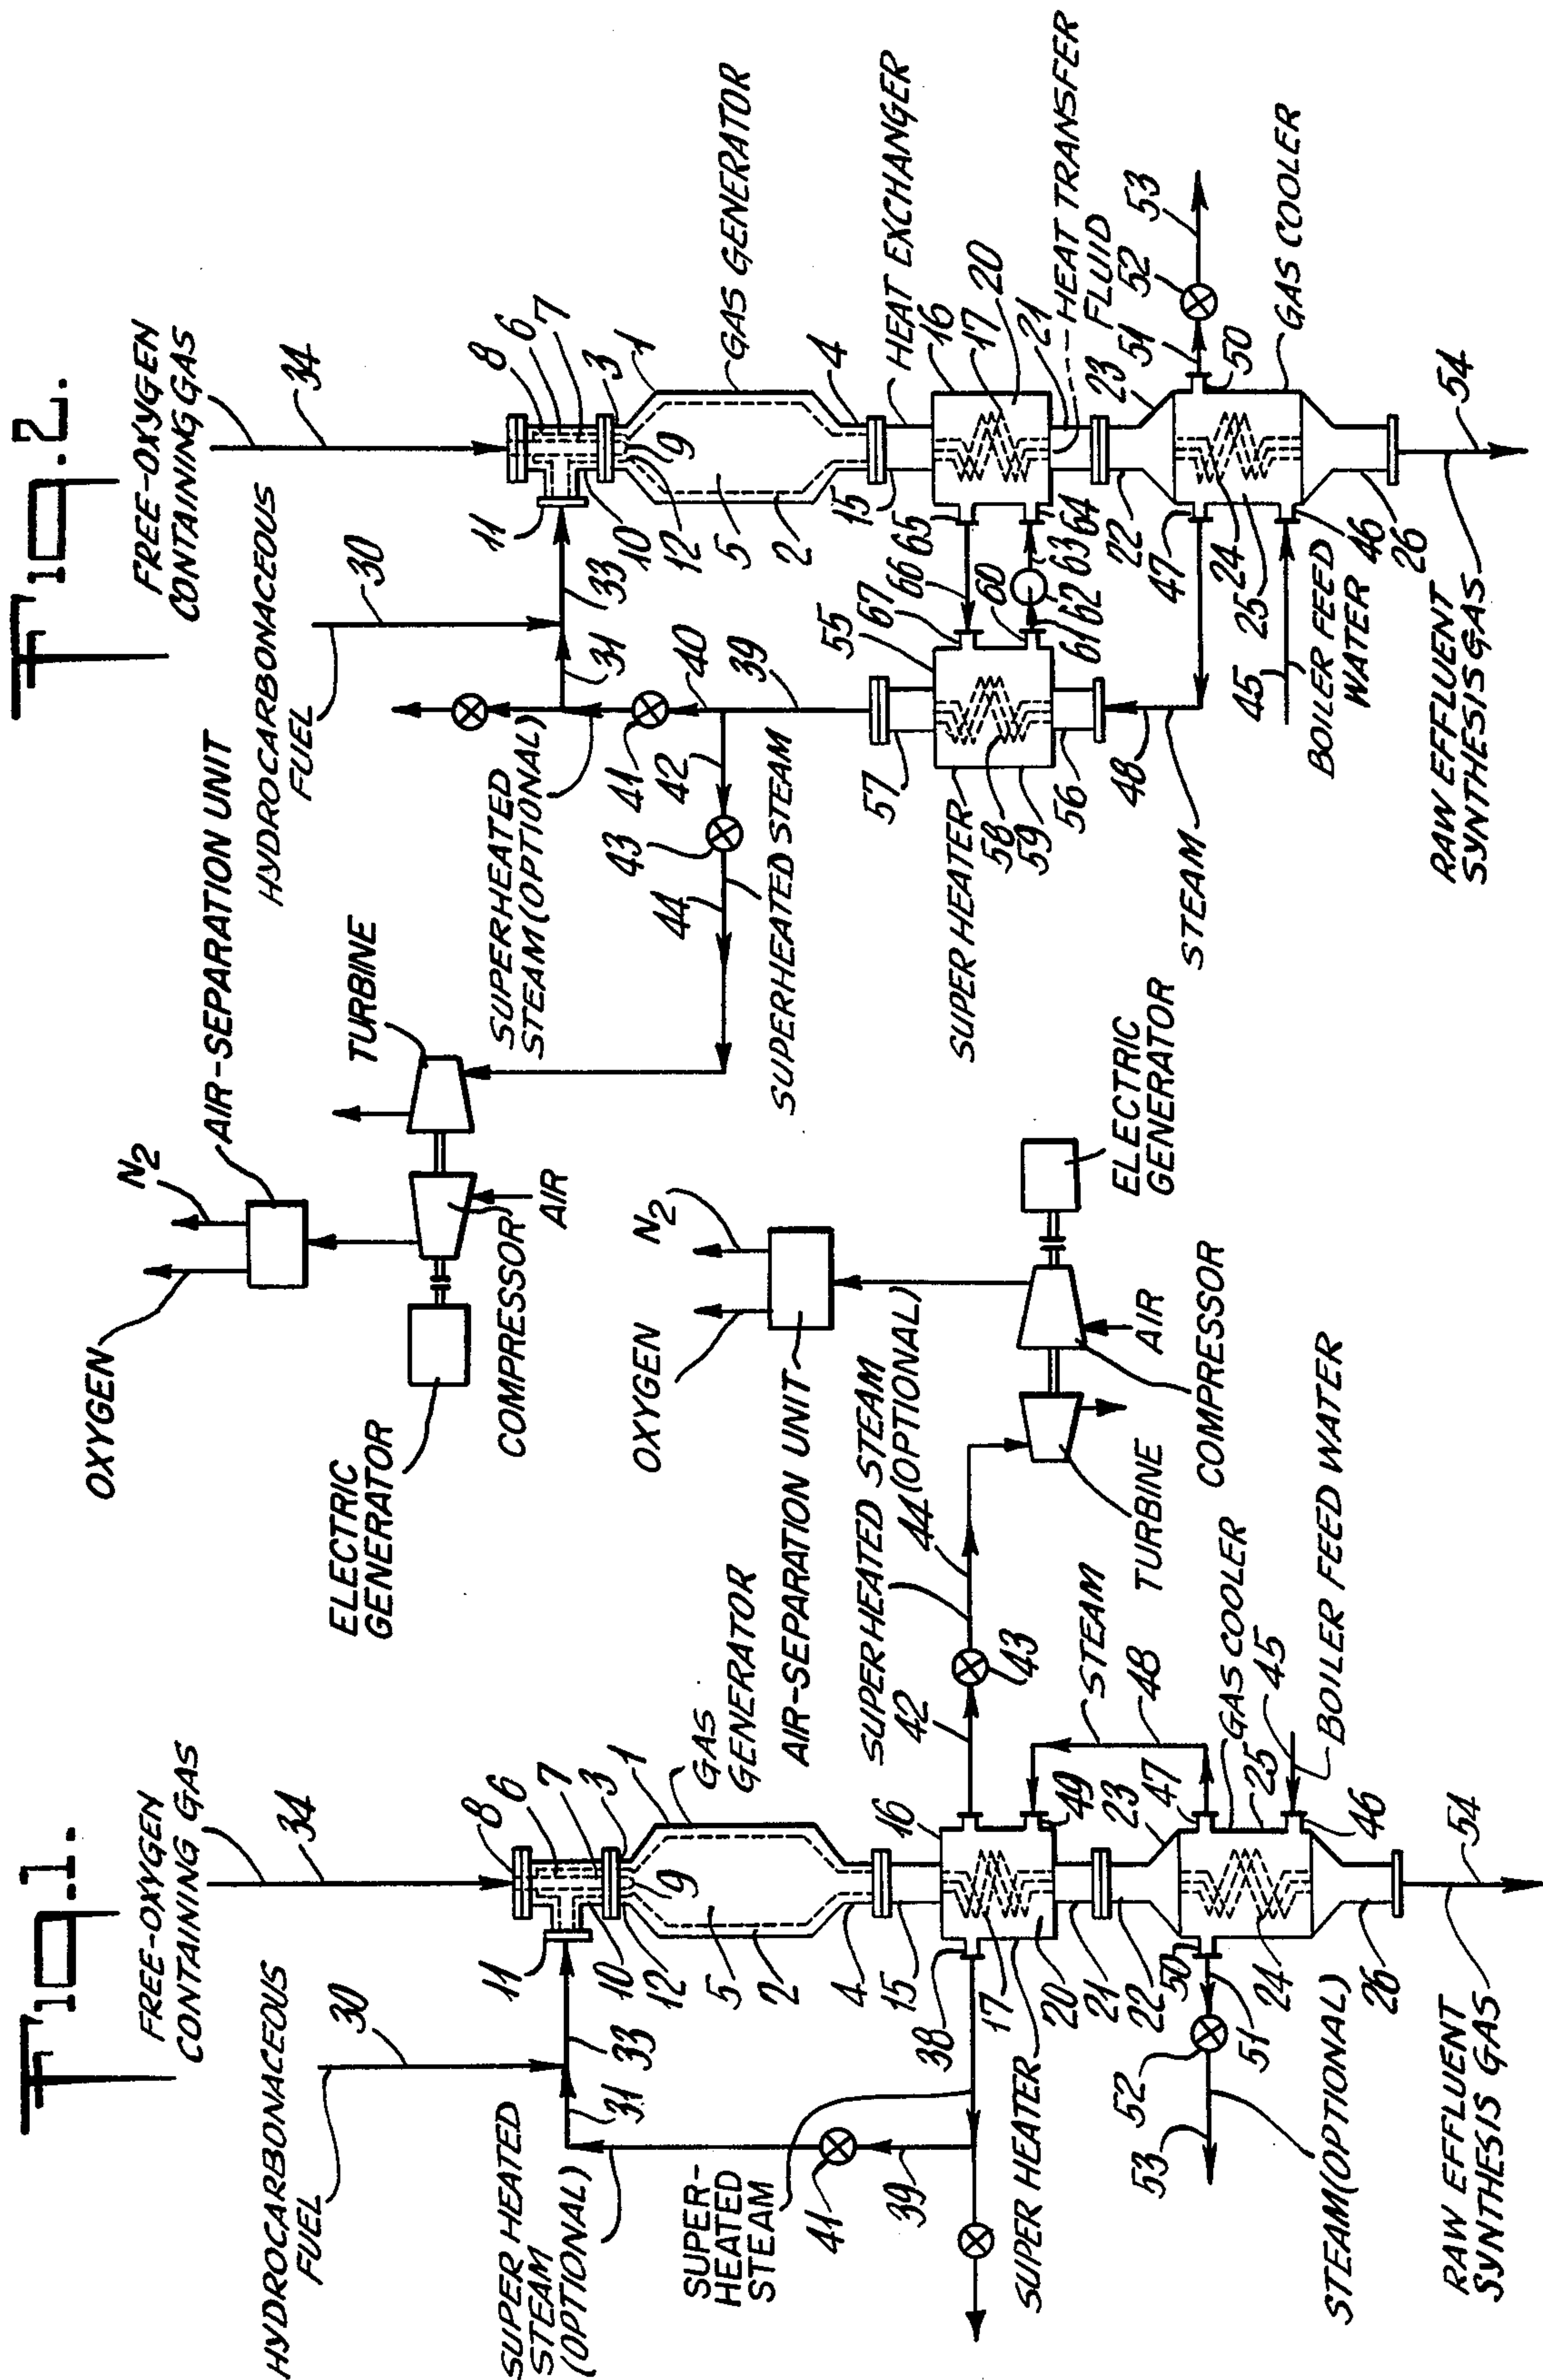 Fig. 1.
FREE-OXYGEN
CONTAINING GAS
34
HYDROCARBONACEOUS
FUEL
30
SUPER HEATED
STEAM
(OPTIONAL)
31
33
11
8
6
7
3
1
10
12
9
5
2
4
GAS
GENERATOR
15
16
38
17
20
21
22
23
SUPER-
HEATED
STEAM
41
39
SUPER HEATER
42
43
SUPERHEATED STEAM
44 (OPTIONAL)
49
STEAM
48
47
GAS COOLER
25
45
BOILER FEED WATER
46
50
51
52
53
24
26
STEAM (OPTIONAL)
54
RAW EFFLUENT
SYNTHESIS GAS
TURBINE
COMPRESSOR
AIR
ELECTRIC
GENERATOR
AIR-SEPARATION UNIT
OXYGEN
N2
Fig. 2.
FREE-OXYGEN
CONTAINING GAS
34
HYDROCARBONACEOUS
FUEL
30
AIR-SEPARATION UNIT
N2
OXYGEN
TURBINE
AIR
COMPRESSOR
ELECTRIC
GENERATOR
SUPERHEATED
STEAM (OPTIONAL)
31
33
11
8
6
7
3
1
10
12
9
5
2
4
GAS GENERATOR
41
40
42
39
43
44
SUPERHEATED STEAM
15
HEAT EXCHANGER
16
17
20
21
HEAT TRANSFER
FLUID
65
66
67
55
57
60
61
62
63
64
SUPER HEATER
58
59
56
48
STEAM
22
23
47
24
25
45
BOILER FEED
WATER
46
26
50
51
52
53
GAS COOLER
54
RAW EFFLUENT
SYNTHESIS GAS